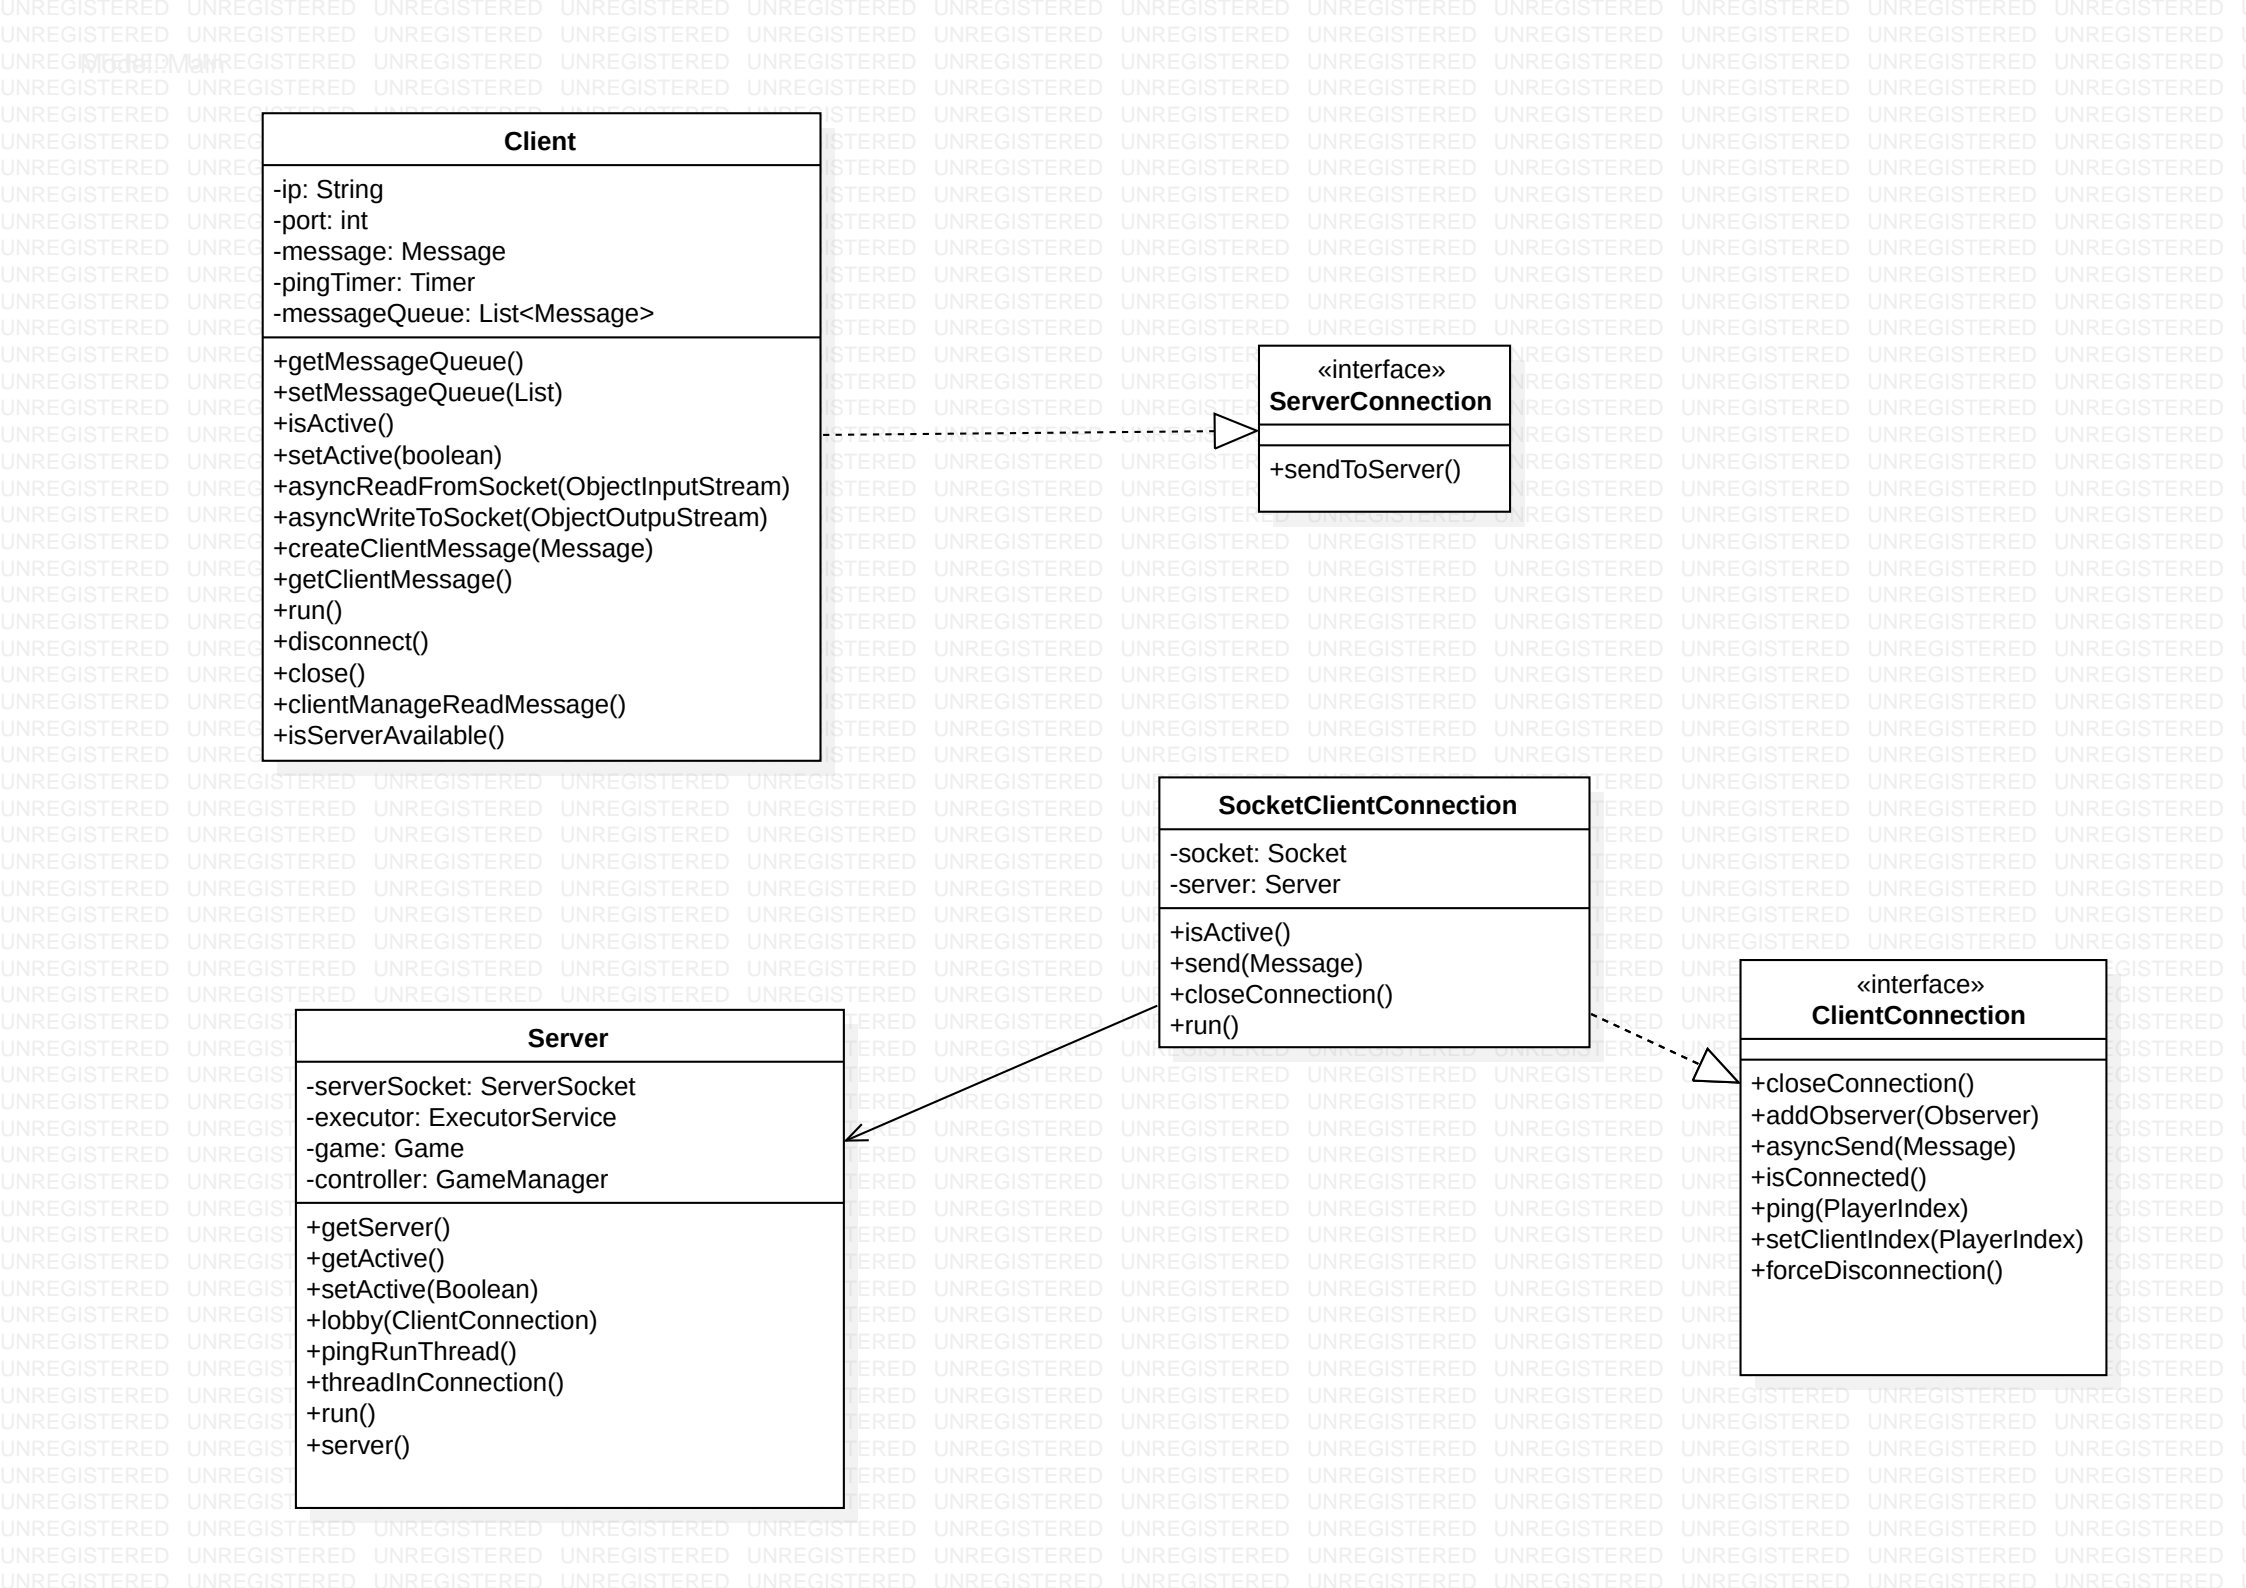 Model::Main
Client
-ip: String
-port: int
-message: Message
-pingTimer: Timer
-messageQueue: List<Message>
+getMessageQueue()
+setMessageQueue(List)
+isActive()
+setActive(boolean)
+asyncReadFromSocket(ObjectInputStream)
+asyncWriteToSocket(ObjectOutpuStream)
+createClientMessage(Message)
+getClientMessage()
+run()
+disconnect()
+close()
+clientManageReadMessage()
+isServerAvailable()
«interface»
ServerConnection
+sendToServer()
SocketClientConnection
-socket: Socket
-server: Server
+isActive()
+send(Message)
+closeConnection()
+run()
Server
-serverSocket: ServerSocket
-executor: ExecutorService
-game: Game
-controller: GameManager
+getServer()
+getActive()
+setActive(Boolean)
+lobby(ClientConnection)
+pingRunThread()
+threadInConnection()
+run()
+server()
«interface»
ClientConnection
+closeConnection()
+addObserver(Observer)
+asyncSend(Message)
+isConnected()
+ping(PlayerIndex)
+setClientIndex(PlayerIndex)
+forceDisconnection()
UNREGISTERED